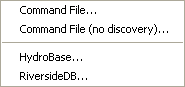 Command File...
Command File (no discovery)...
HydroBase...
RiversideDB...